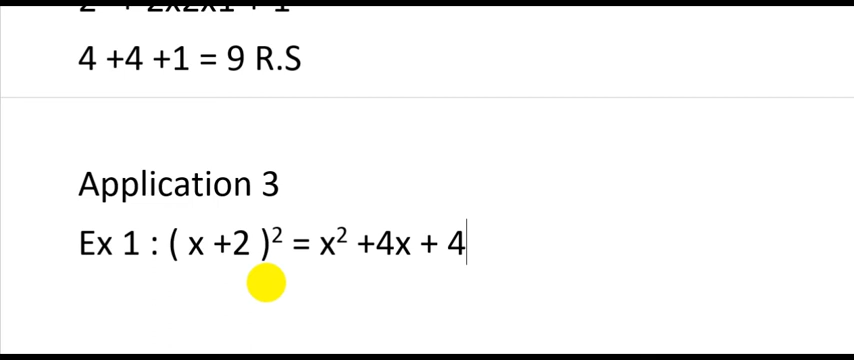 4 +4 +1 = 9 R.S
Application 3
Ex 1 : ( x +2 )² = x² +4x + 4